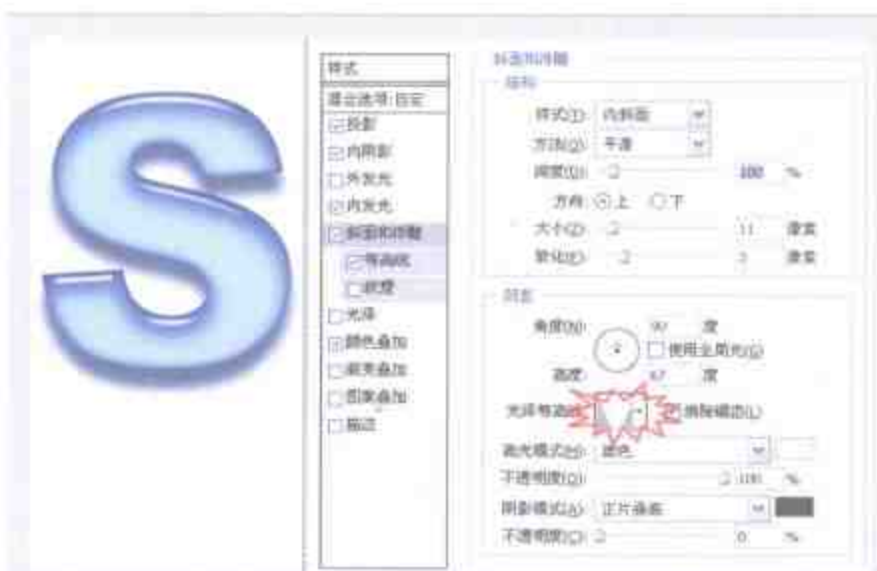 样式
混合选项:自定
投影
内阴影
外发光
内发光
斜面和浮雕
等高线
纹理
光泽
颜色叠加
渐变叠加
图案叠加
描边
斜面和浮雕
结构
样式(T): 内斜面
方法(Q): 平滑
深度(D): 100 %
方向: 上 下
大小(Z): 11 像素
软化(F): 像素
阴影
角度(N): 90 度
使用全局光(G)
高度: 67 度
光泽等高线: 消除锯齿(L)
高光模式(H): 滤色
不透明度(O): 100 %
阴影模式(A): 正片叠底
不透明度(C): 0 %